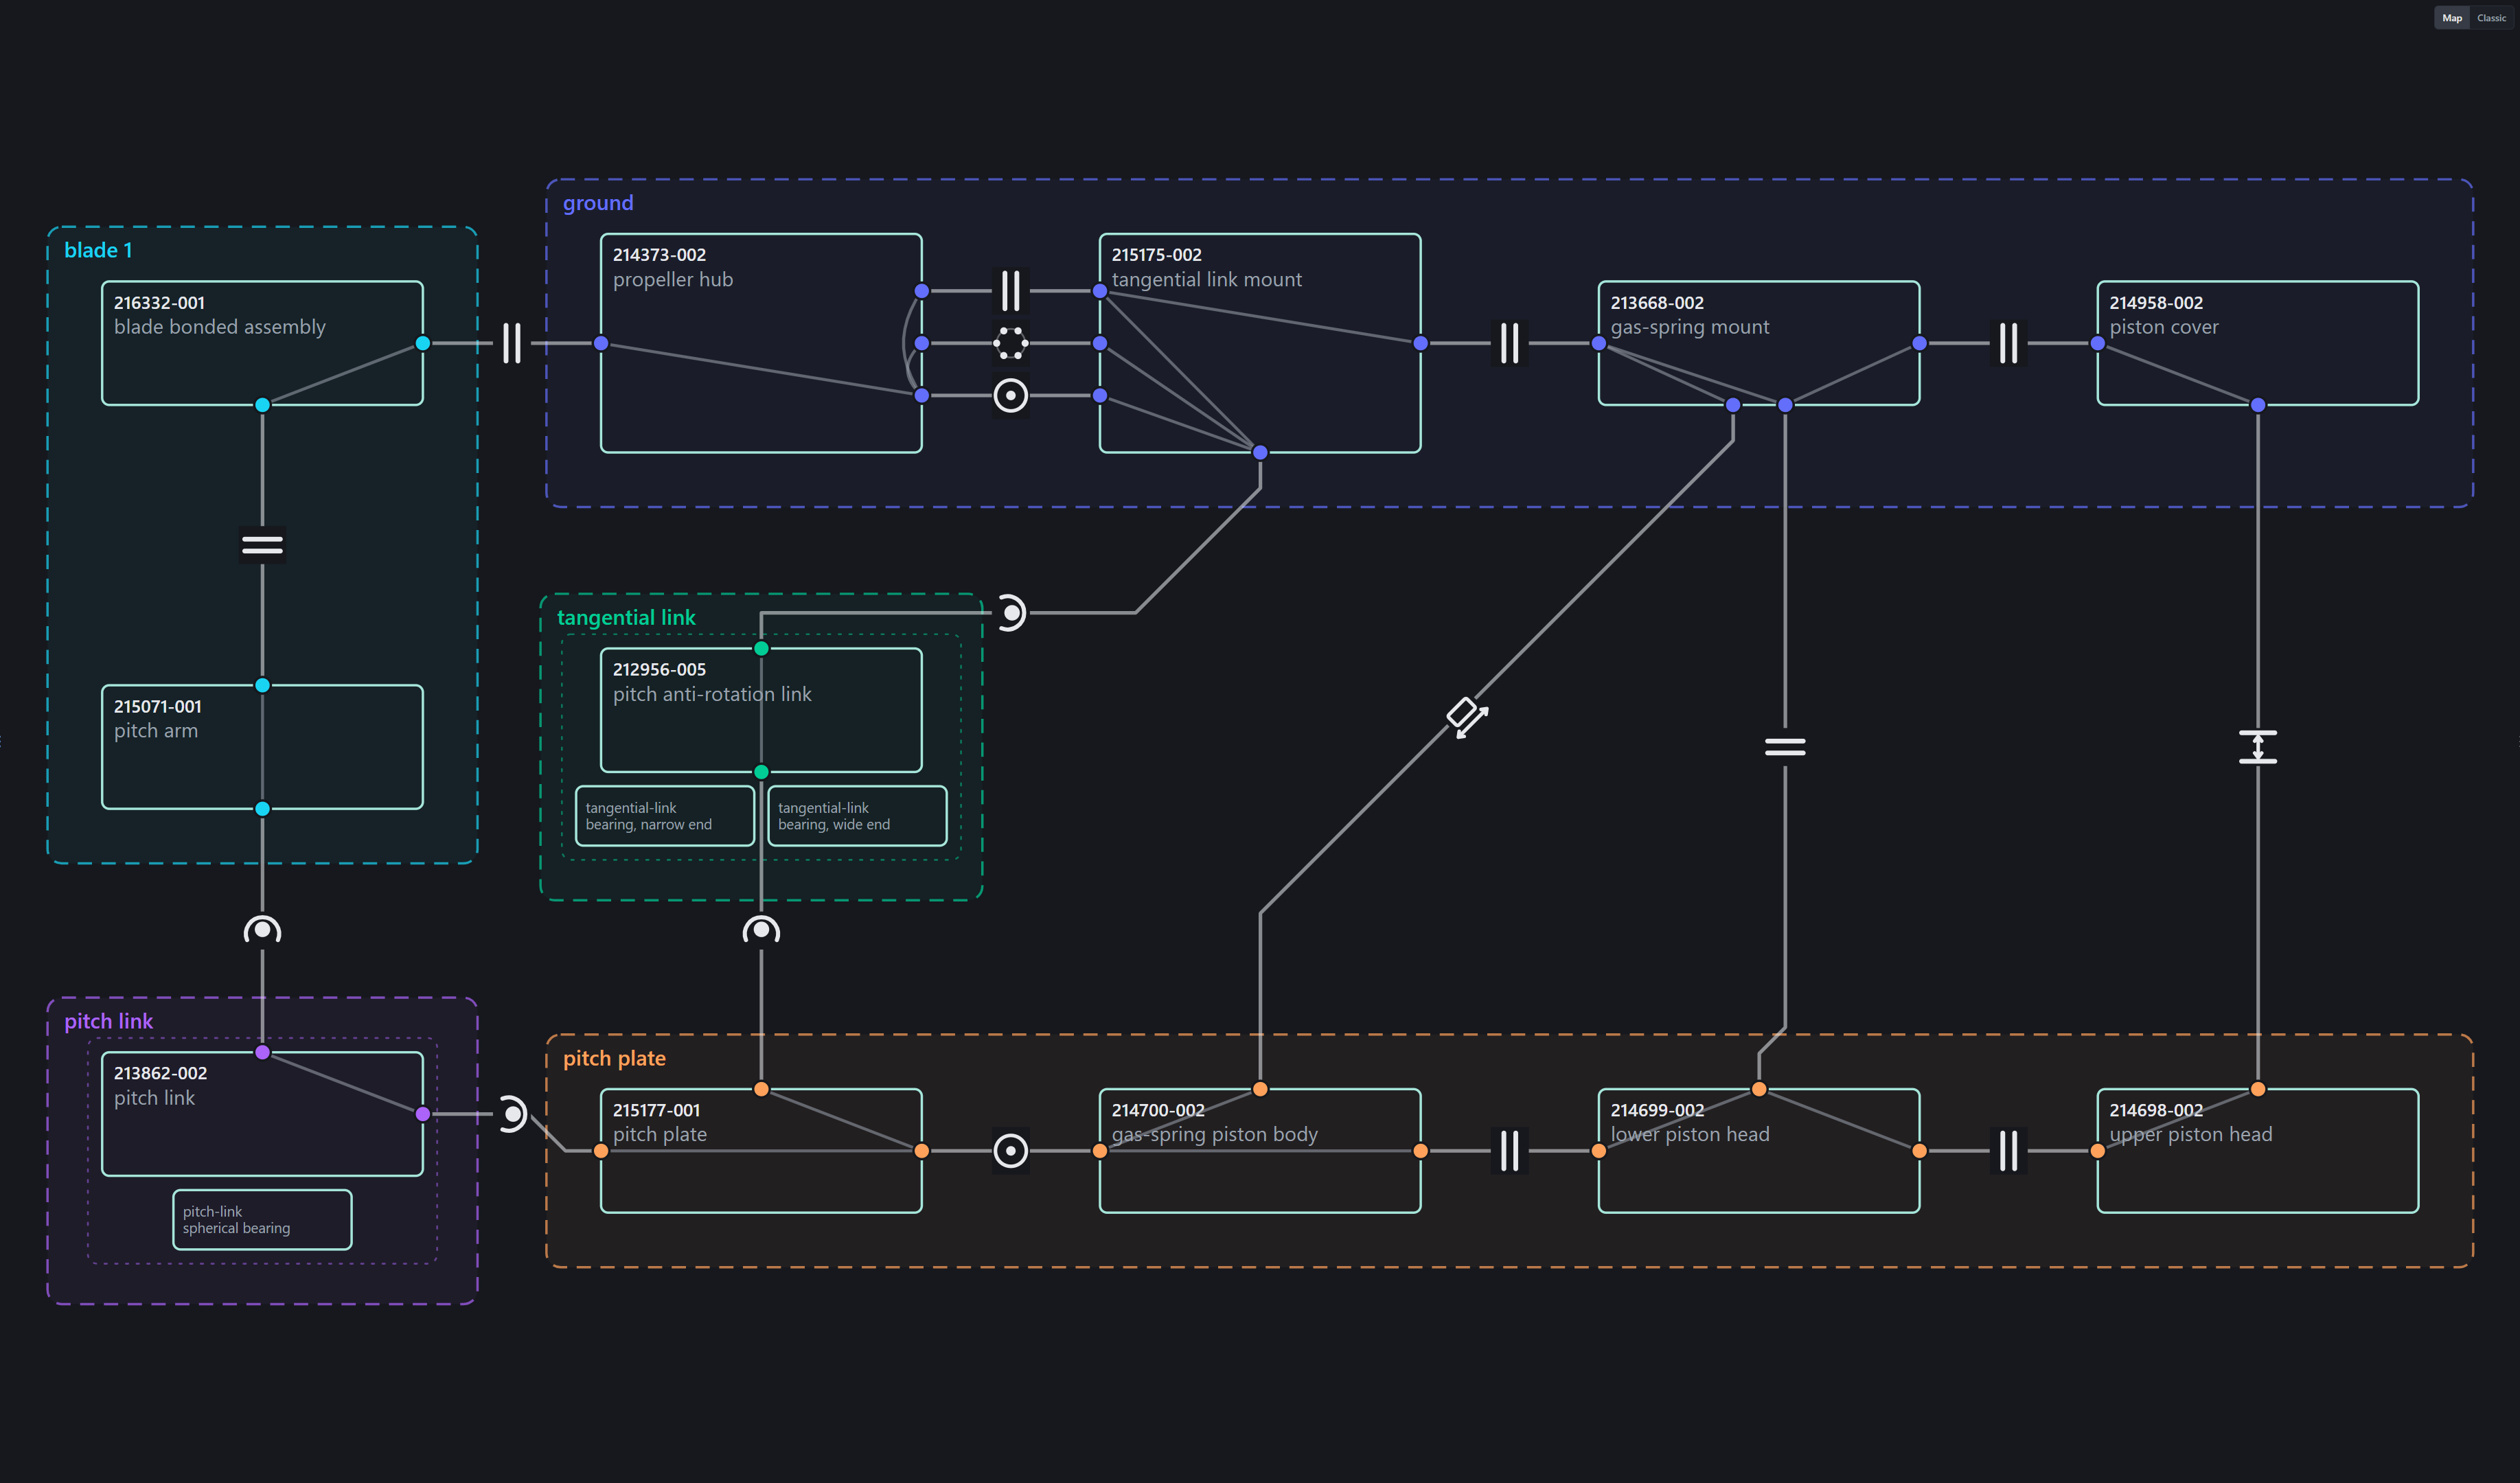 Map Classic
ground
blade 1
214373-002
propeller hub
215175-002
tangential link mount
216332-001
blade bonded assembly
213668-002
gas-spring mount
214958-002
piston cover
tangential link
212956-005
pitch anti-rotation link
215071-001
pitch arm
tangential-link
bearing, narrow end
tangential-link
bearing, wide end
pitch link
213862-002
pitch link
pitch-link
spherical bearing
pitch plate
215177-001
pitch plate
214700-002
gas-spring piston body
214699-002
lower piston head
214698-002
upper piston head